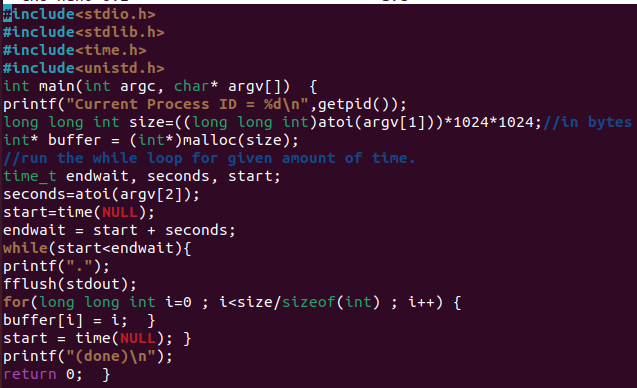 #include<stdio.h>
#include<stdlib.h>
#include<time.h>
#include<unistd.h>
int main(int argc, char* argv[])  {
printf("Current Process ID = %d\n",getpid());
long long int size=((long long int)atoi(argv[1]))*1024*1024;//in bytes
int* buffer = (int*)malloc(size);
//run the while loop for given amount of time.
time_t endwait, seconds, start;
seconds=atoi(argv[2]);
start=time(NULL);
endwait = start + seconds;
while(start<endwait){
printf(".");
fflush(stdout);
for(long long int i=0 ; i<size/sizeof(int) ; i++) {
buffer[i] = i;  }
start = time(NULL); }
printf("(done)\n");
return 0;  }